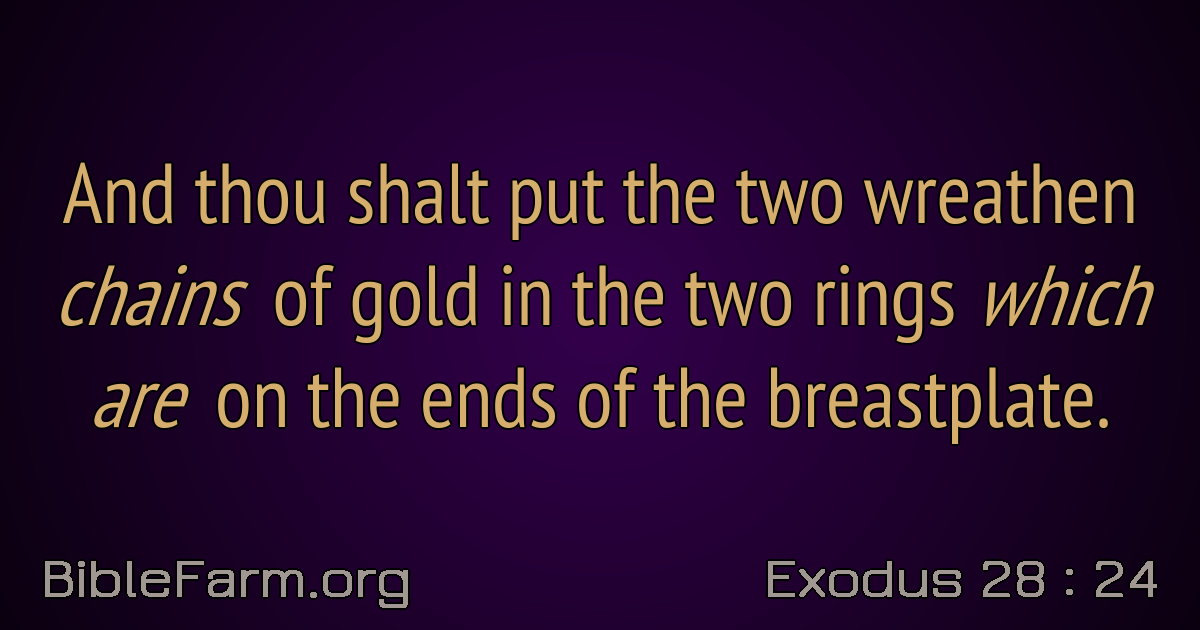 And thou shalt put the two wreathen
chains of gold in the two rings which
are on the ends of the breastplate.
BibleFarm.org
Exodus 28 : 24